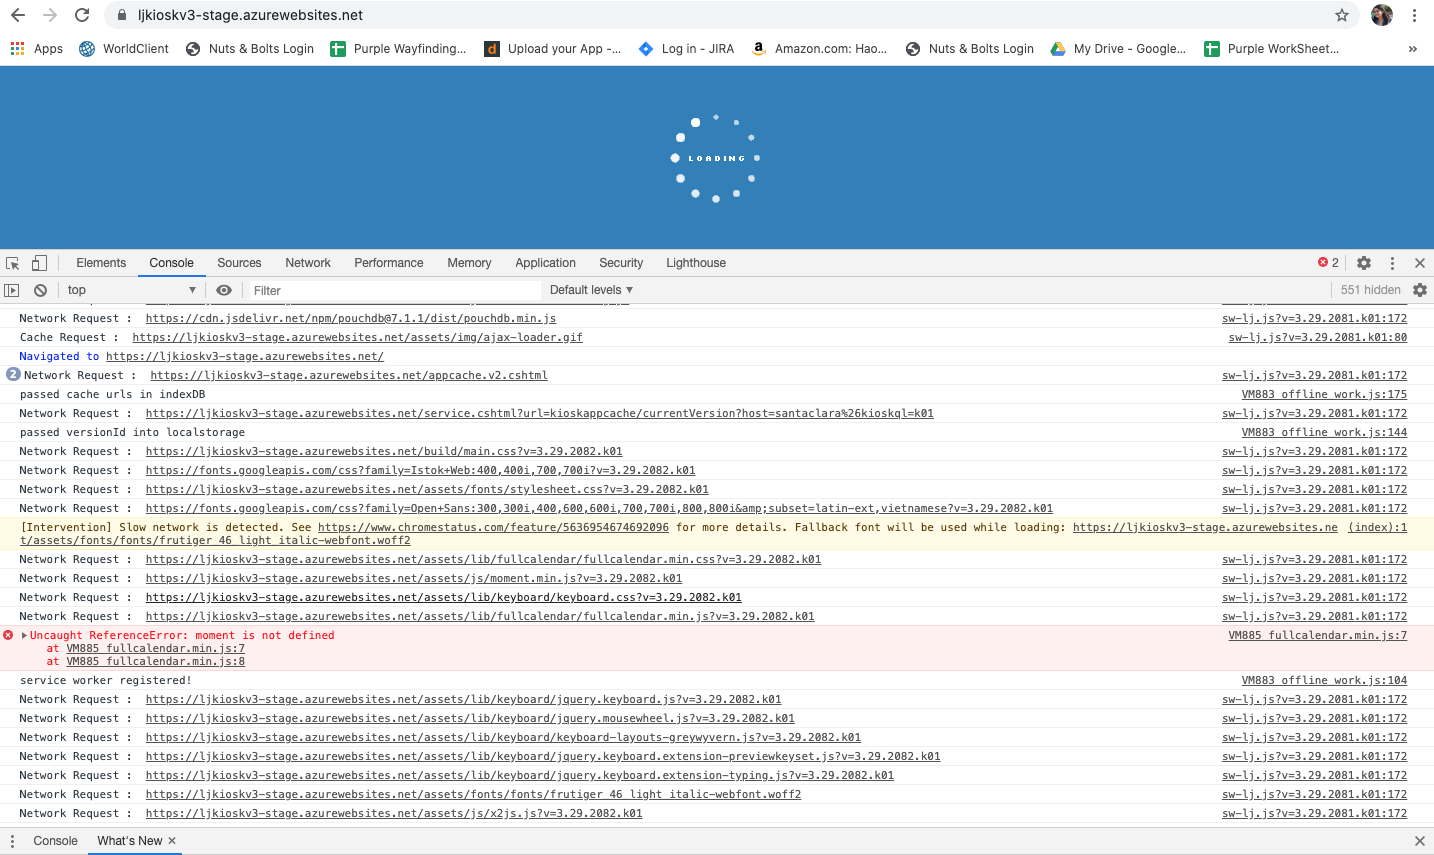 ljkioskv3-stage.azurewebsites.net
Apps WorldClient Nuts & Bolts Login Purple Wayfinding... Upload your App -... Log in - JIRA Amazon.com: Hao... Nuts & Bolts Login My Drive - Google... Purple WorkSheet... »
LOADING
Elements Console Sources Network Performance Memory Application Security Lighthouse 2
top Filter Default levels ▼ 551 hidden
Network Request : https://cdn.jsdelivr.net/npm/pouchdb@7.1.1/dist/pouchdb.min.js sw-lj.js?v=3.29.2081.k01:172
Cache Request : https://ljkioskv3-stage.azurewebsites.net/assets/img/ajax-loader.gif sw-lj.js?v=3.29.2081.k01:80
Navigated to https://ljkioskv3-stage.azurewebsites.net/
2 Network Request : https://ljkioskv3-stage.azurewebsites.net/appcache.v2.cshtml sw-lj.js?v=3.29.2081.k01:172
passed cache urls in indexDB VM883 offline_work.js:175
Network Request : https://ljkioskv3-stage.azurewebsites.net/service.cshtml?url=kioskappcache/currentVersion?host=santaclara%26kioskql=k01 sw-lj.js?v=3.29.2081.k01:172
passed versionId into localstorage VM883 offline_work.js:144
Network Request : https://ljkioskv3-stage.azurewebsites.net/build/main.css?v=3.29.2082.k01 sw-lj.js?v=3.29.2081.k01:172
Network Request : https://fonts.googleapis.com/css?family=Istok+Web:400,400i,700,700i?v=3.29.2082.k01 sw-lj.js?v=3.29.2081.k01:172
Network Request : https://ljkioskv3-stage.azurewebsites.net/assets/fonts/stylesheet.css?v=3.29.2082.k01 sw-lj.js?v=3.29.2081.k01:172
Network Request : https://fonts.googleapis.com/css?family=Open+Sans:300,300i,400,600,600i,700,700i,800,800i&amp;subset=latin-ext,vietnamese?v=3.29.2082.k01 sw-lj.js?v=3.29.2081.k01:172
[Intervention] Slow network is detected. See https://www.chromestatus.com/feature/5636954674692096 for more details. Fallback font will be used while loading: https://ljkioskv3-stage.azurewebsites.ne (index):1
t/assets/fonts/fonts/frutiger_46_light_italic-webfont.woff2
Network Request : https://ljkioskv3-stage.azurewebsites.net/assets/lib/fullcalendar/fullcalendar.min.css?v=3.29.2082.k01 sw-lj.js?v=3.29.2081.k01:172
Network Request : https://ljkioskv3-stage.azurewebsites.net/assets/js/moment.min.js?v=3.29.2082.k01 sw-lj.js?v=3.29.2081.k01:172
Network Request : https://ljkioskv3-stage.azurewebsites.net/assets/lib/keyboard/keyboard.css?v=3.29.2082.k01 sw-lj.js?v=3.29.2081.k01:172
Network Request : https://ljkioskv3-stage.azurewebsites.net/assets/lib/fullcalendar/fullcalendar.min.js?v=3.29.2082.k01 sw-lj.js?v=3.29.2081.k01:172
Uncaught ReferenceError: moment is not defined VM885 fullcalendar.min.js:7
at VM885 fullcalendar.min.js:7
at VM885 fullcalendar.min.js:8
service worker registered! VM883 offline_work.js:104
Network Request : https://ljkioskv3-stage.azurewebsites.net/assets/lib/keyboard/jquery.keyboard.js?v=3.29.2082.k01 sw-lj.js?v=3.29.2081.k01:172
Network Request : https://ljkioskv3-stage.azurewebsites.net/assets/lib/keyboard/jquery.mousewheel.js?v=3.29.2082.k01 sw-lj.js?v=3.29.2081.k01:172
Network Request : https://ljkioskv3-stage.azurewebsites.net/assets/lib/keyboard/keyboard-layouts-greywyvern.js?v=3.29.2082.k01 sw-lj.js?v=3.29.2081.k01:172
Network Request : https://ljkioskv3-stage.azurewebsites.net/assets/lib/keyboard/jquery.keyboard.extension-previewkeyset.js?v=3.29.2082.k01 sw-lj.js?v=3.29.2081.k01:172
Network Request : https://ljkioskv3-stage.azurewebsites.net/assets/lib/keyboard/jquery.keyboard.extension-typing.js?v=3.29.2082.k01 sw-lj.js?v=3.29.2081.k01:172
Network Request : https://ljkioskv3-stage.azurewebsites.net/assets/fonts/fonts/frutiger_46_light_italic-webfont.woff2 sw-lj.js?v=3.29.2081.k01:172
Network Request : https://ljkioskv3-stage.azurewebsites.net/assets/js/x2js.js?v=3.29.2082.k01 sw-lj.js?v=3.29.2081.k01:172
Console What's New